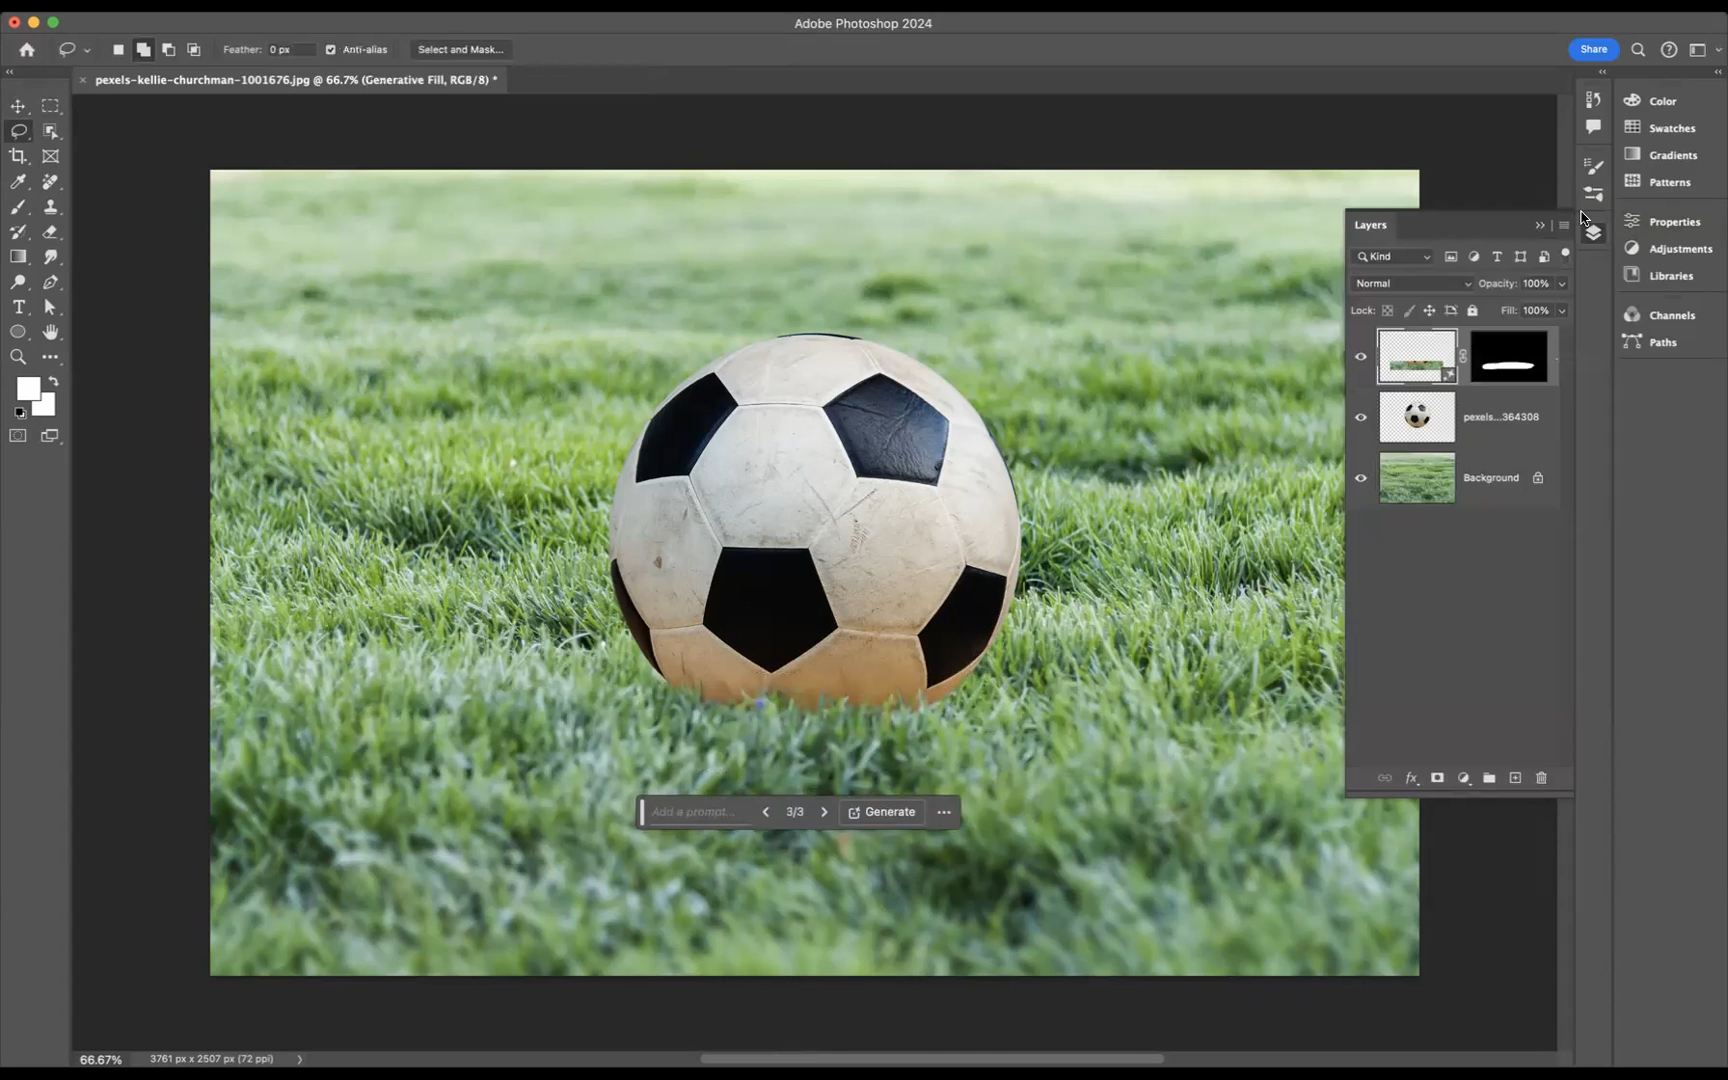 Adobe Photoshop 2024
Feather: 0 px Anti-alias Select and Mask... Share
pexels-kellie-churchman-1001676.jpg @ 66.7% (Generative Fill, RGB/8) *
Color
Swatches
Gradients
Patterns
Properties
Adjustments
Libraries
Channels
Paths
Layers
Kind
Normal Opacity: 100%
Lock: Fill: 100%
pexels...364308
Background
fx
Add a prompt... 3/3 Generate
66.67% 3761 px x 2507 px (72 ppi)